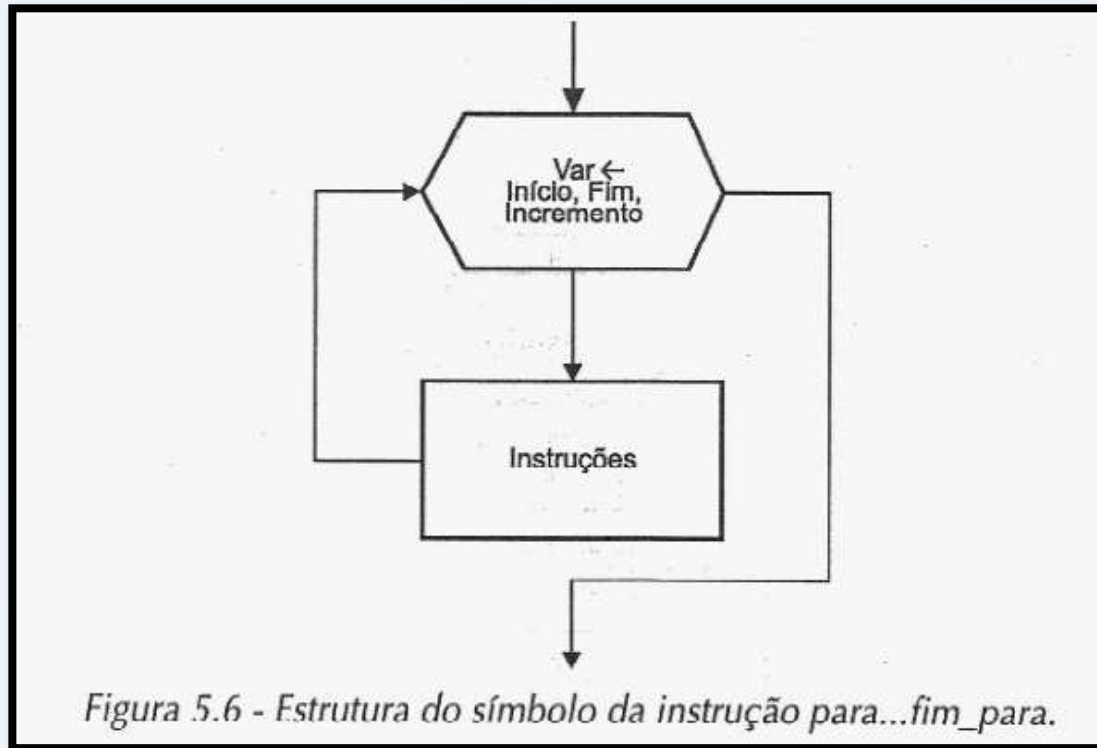 Var ←
Início, Fim,
Incremento
Instruções
Figura 5.6 - Estrutura do símbolo da instrução para...fim_para.